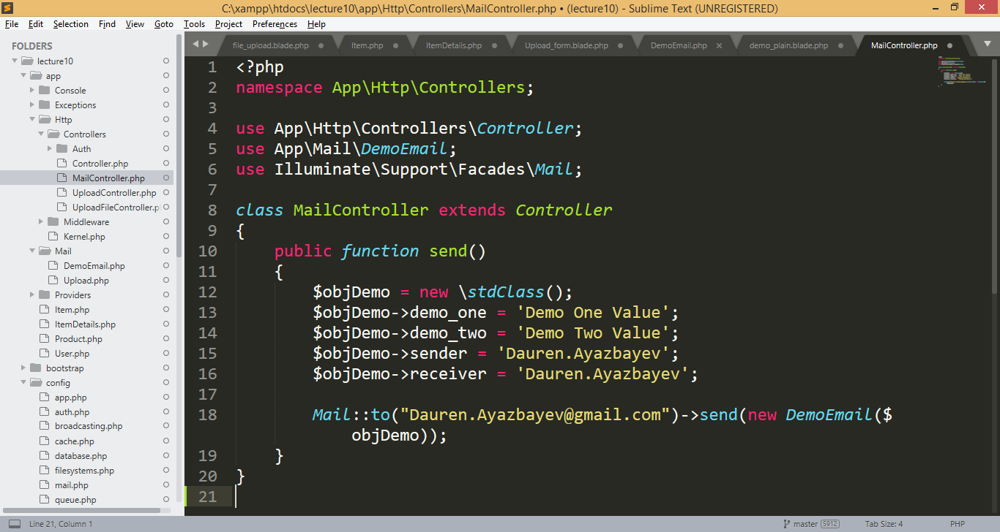 C:\xampp\htdocs\lecture10\app\Http\Controllers\MailController.php • (lecture10) - Sublime Text (UNREGISTERED)
File Edit Selection Find View Goto Tools Project Preferences Help
FOLDERS
lecture10
app
Console
Exceptions
Http
Controllers
Auth
Controller.php
MailController.php
UploadController.php
UploadFileController.p
Middleware
Kernel.php
Mail
DemoEmail.php
Upload.php
Providers
Item.php
ItemDetails.php
Product.php
User.php
bootstrap
config
app.php
auth.php
broadcasting.php
cache.php
database.php
filesystems.php
mail.php
queue.php
file_upload.blade.php Item.php ItemDetails.php Upload_form.blade.php DemoEmail.php demo_plain.blade.php MailController.php
1 <?php
2 namespace App\Http\Controllers;
3
4 use App\Http\Controllers\Controller;
5 use App\Mail\DemoEmail;
6 use Illuminate\Support\Facades\Mail;
7
8 class MailController extends Controller
9 {
10     public function send()
11     {
12         $objDemo = new \stdClass();
13         $objDemo->demo_one = 'Demo One Value';
14         $objDemo->demo_two = 'Demo Two Value';
15         $objDemo->sender = 'Dauren.Ayazbayev';
16         $objDemo->receiver = 'Dauren.Ayazbayev';
17
18         Mail::to("Dauren.Ayazbayev@gmail.com")->send(new DemoEmail($
            objDemo));
19     }
20 }
21
Line 21, Column 1 master 5912 Tab Size: 4 PHP